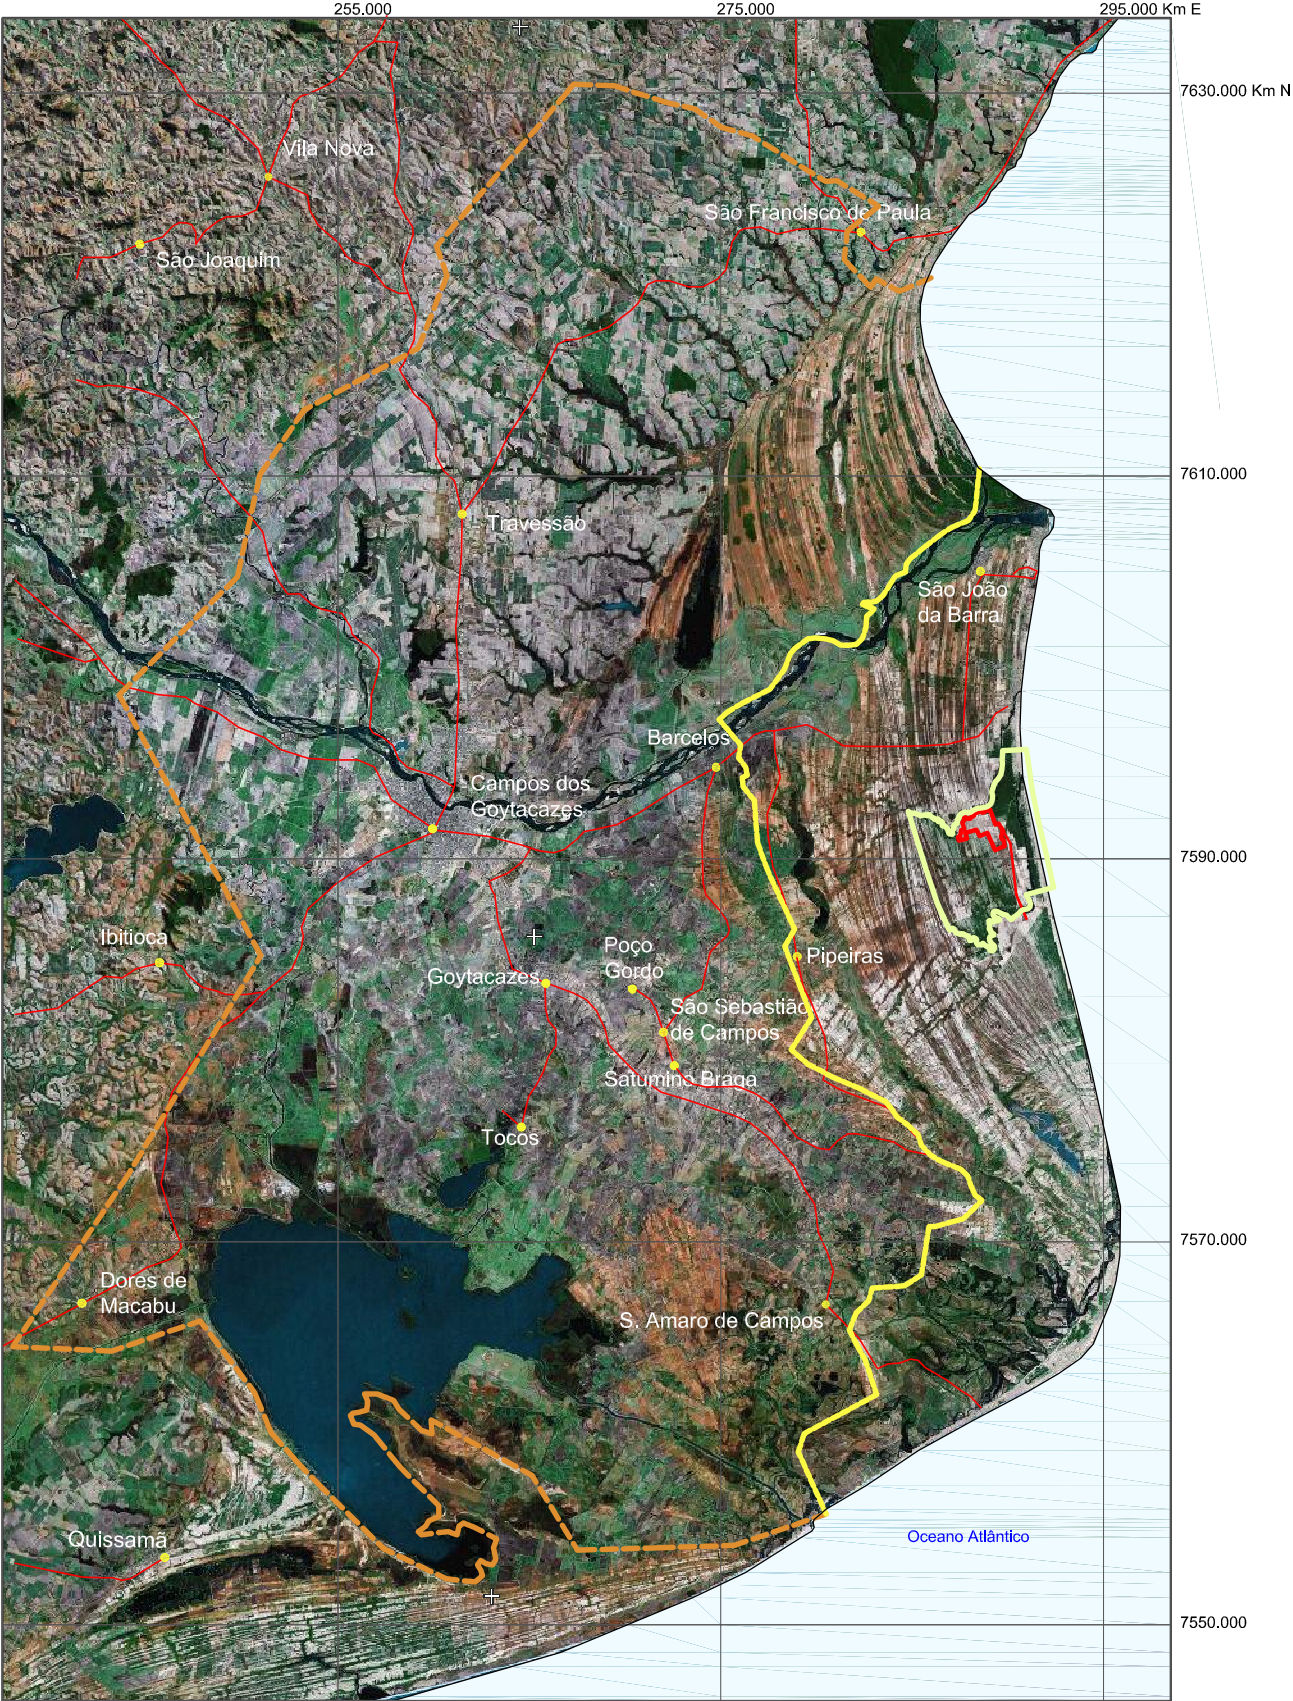 255.000
275.000
295.000 Km E
7630.000 Km N
Vila Nova
São Francisco de Paula
São Joaquim
7610.000
Travessão
São João
da Barra
Barcelos
Campos dos
Goytacazes
7590.000
Ibitioca
Poço
Gordo
Pipeiras
Goytacazes
São Sebastião
de Campos
Satumino Braga
Tocos
7570.000
Dores de
Macabu
S. Amaro de Campos
Quissamã
Oceano Atlântico
7550.000